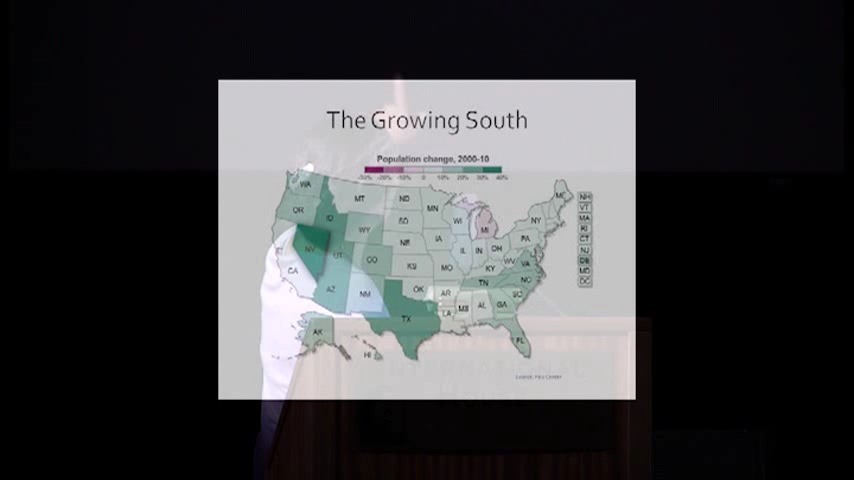 The Growing South
Population change, 2000-10
-30% -20% -10% 0 10% 20% 30% 40%
WA
MT
ND
MN
ME
OR
ID
WY
SD
WI
MI
NY
NH
VT
MA
RI
CT
NJ
DE
MD
DC
NV
UT
CO
NE
IA
IL
IN
OH
PA
CA
KS
MO
KY
WV
VA
AZ
NM
OK
AR
TN
NC
SC
TX
LA
MS
AL
GA
FL
AK
HI
INTERNATIONAL